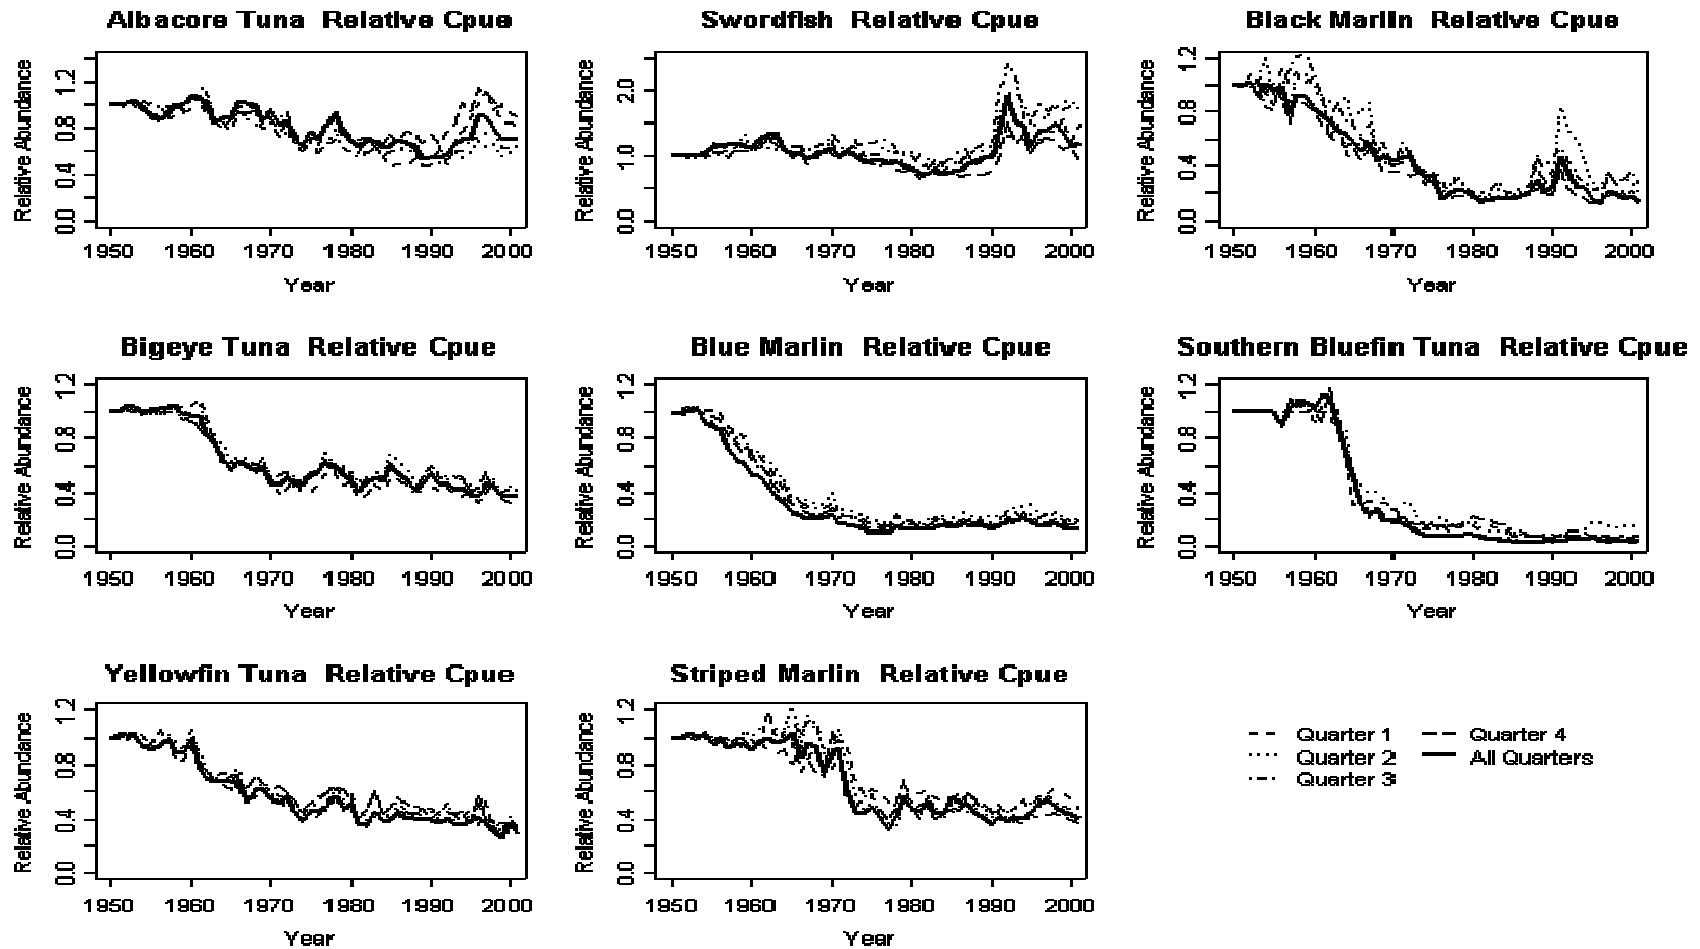 Albacore Tuna Relative Cpue
Relative Abundance
0.0 0.4 0.8 1.2
1950 1960 1970 1980 1990 2000
Year
Swordfish Relative Cpue
Relative Abundance
0.0 1.0 2.0
1950 1960 1970 1980 1990 2000
Year
Black Marlin Relative Cpue
Relative Abundance
0.0 0.4 0.8 1.2
1950 1960 1970 1980 1990 2000
Year
Bigeye Tuna Relative Cpue
Relative Abundance
0.0 0.4 0.8 1.2
1950 1960 1970 1980 1990 2000
Year
Blue Marlin Relative Cpue
Relative Abundance
0.0 0.4 0.8 1.2
1950 1960 1970 1980 1990 2000
Year
Southern Bluefin Tuna Relative Cpue
Relative Abundance
0.0 0.4 0.8 1.2
1950 1960 1970 1980 1990 2000
Year
Yellowfin Tuna Relative Cpue
Relative Abundance
0.0 0.4 0.8 1.2
1950 1960 1970 1980 1990 2000
Year
Striped Marlin Relative Cpue
Relative Abundance
0.0 0.4 0.8 1.2
1950 1960 1970 1980 1990 2000
Year
Quarter 1
Quarter 2
Quarter 3
Quarter 4
All Quarters